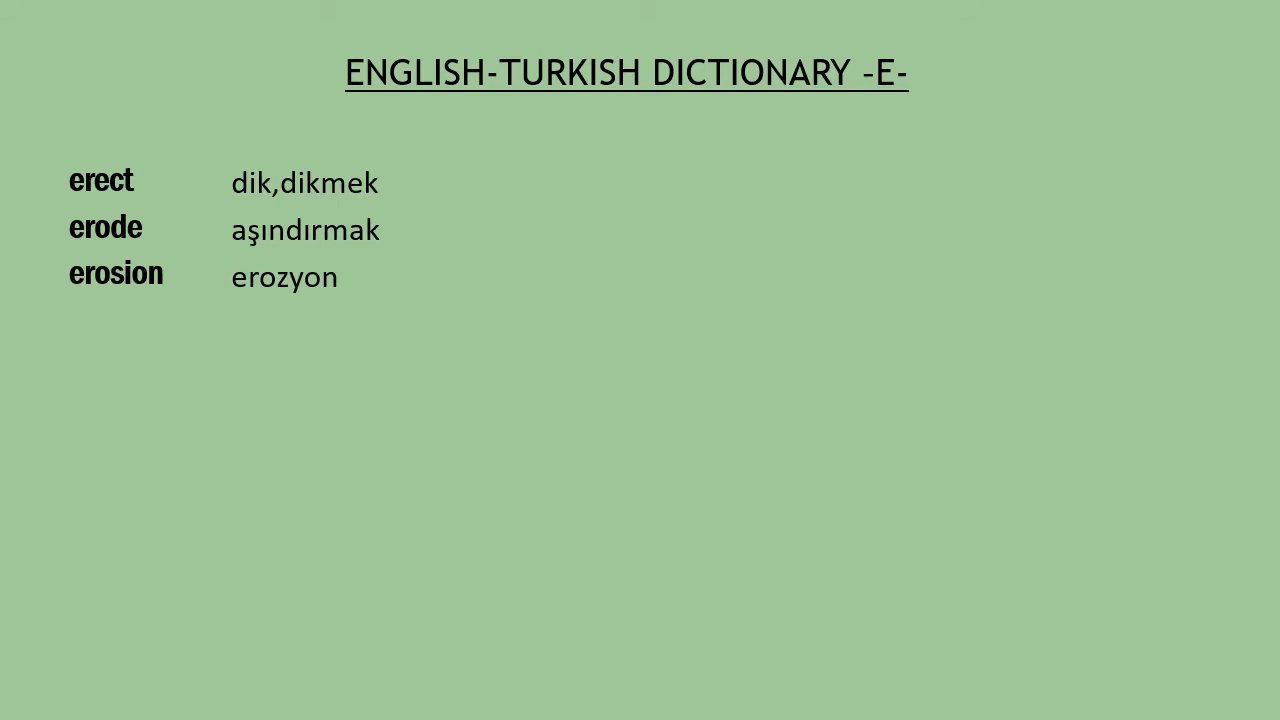 ENGLISH-TURKISH DICTIONARY –E-
erect dik,dikmek
erode aşındırmak
erosion erozyon